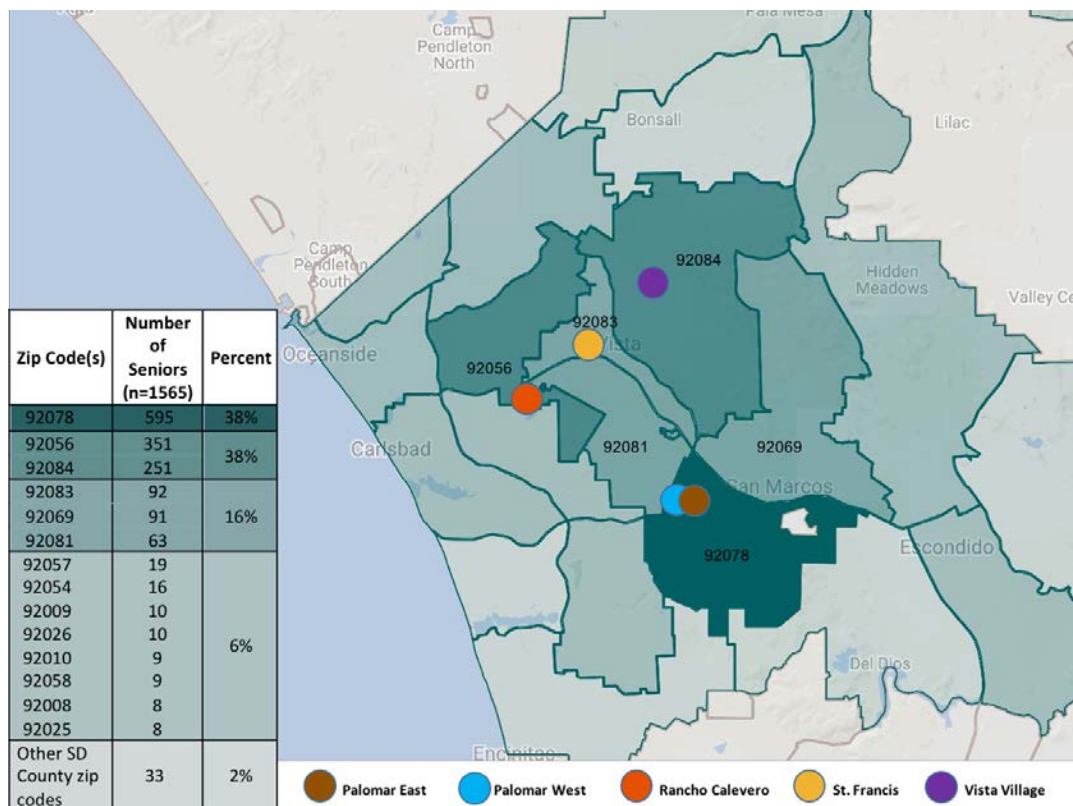 Pala Mesa
Camp
Pendleton
North
Bonsall
Lilac
Camp
Pendleton
South
92084
Hidden
Meadows
Valley Ce
92083
Vista
Oceanside
92056
Carlsbad
92081
92069
San Marcos
92078
Escondido
Del Dios
Encinitas
Zip Code(s) Number of Seniors (n=1565) Percent
92078 595 38%
92056 351
38%
92084 251
92083 92
92069 91 16%
92081 63
92057 19
92054 16
92009 10
92026 10
6%
92010 9
92058 9
92008 8
92025 8
Other SD
County zip 33 2%
codes
Palomar East Palomar West Rancho Calevero St. Francis Vista Village